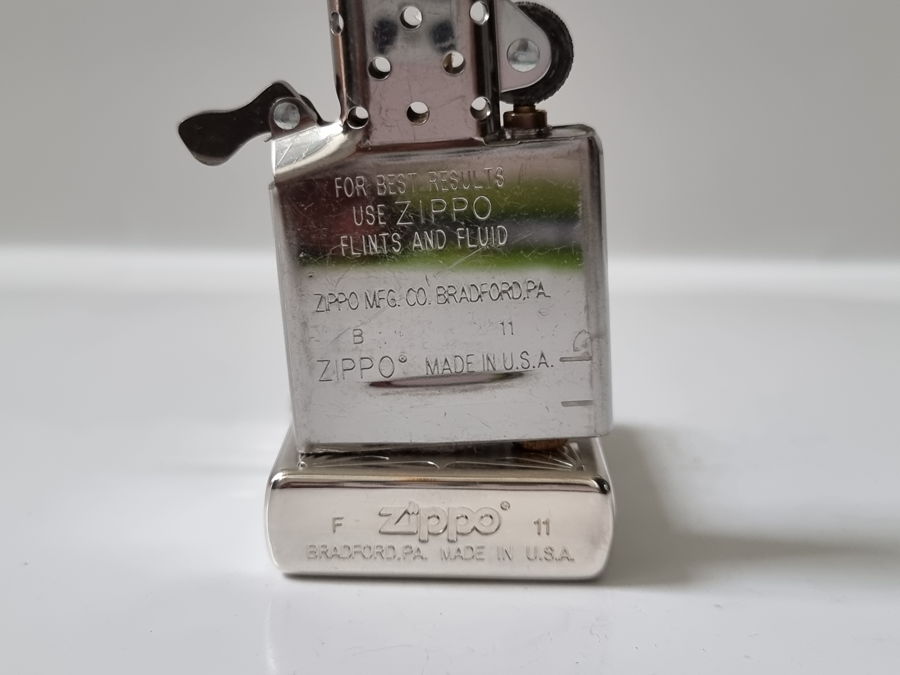 FOR BEST RESULTS
USE ZIPPO
FLINTS AND FLUID
ZIPPO MFG. CO. BRADFORD, PA.
B 11
ZIPPO® MADE IN U.S.A.
F Zippo® 11
BRADFORD, PA. MADE IN U.S.A.